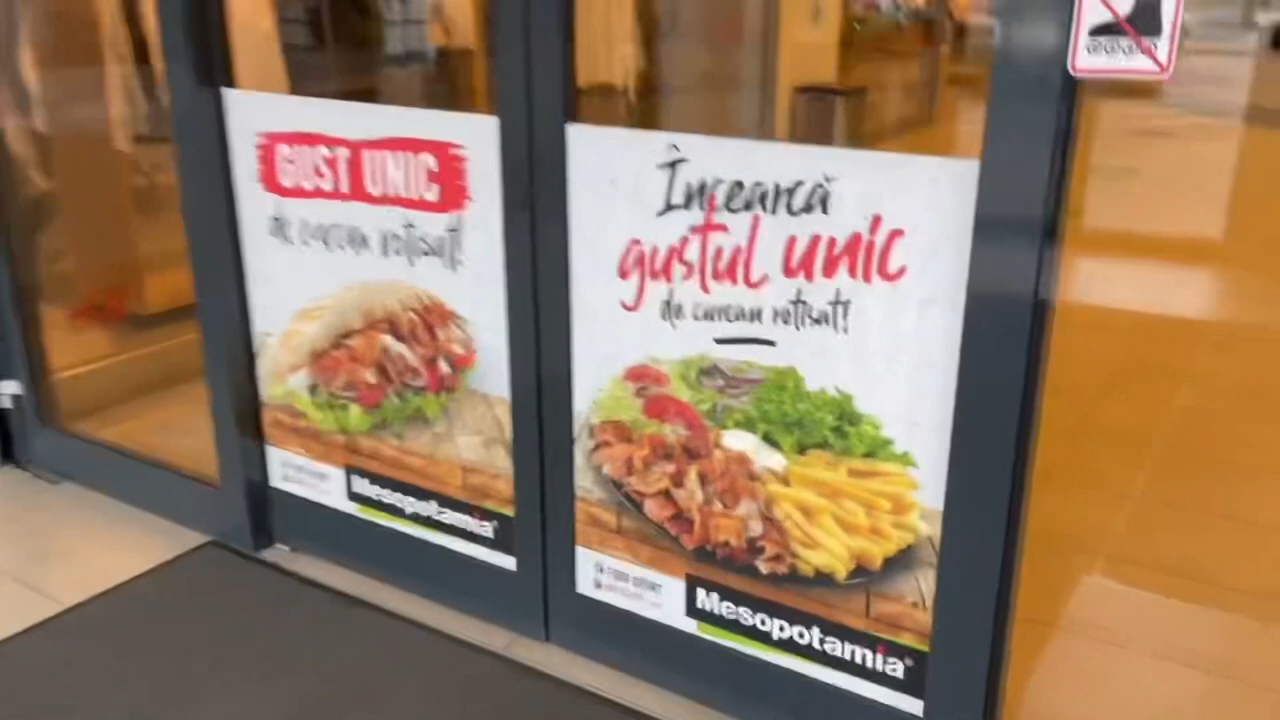 GUST UNIC
de curcan rotisat!
Mesopotamia
Încearcă
gustul unic
de curcan rotisat!
Mesopotamia